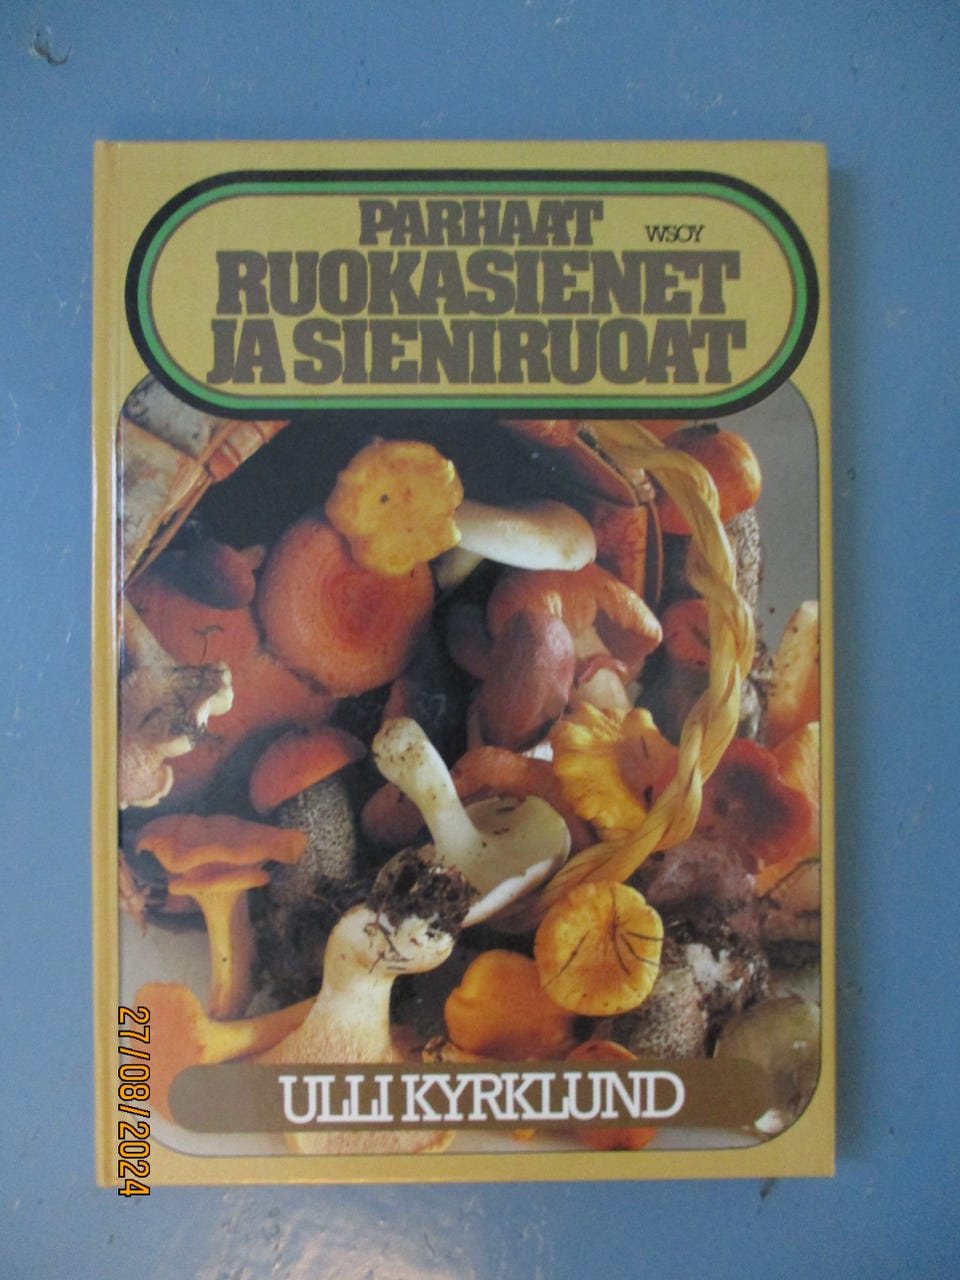 PARHAAT
WSOY
RUOKASIENET
JA SIENIRUOAT
ULLI KYRKLUND
27/08/2024